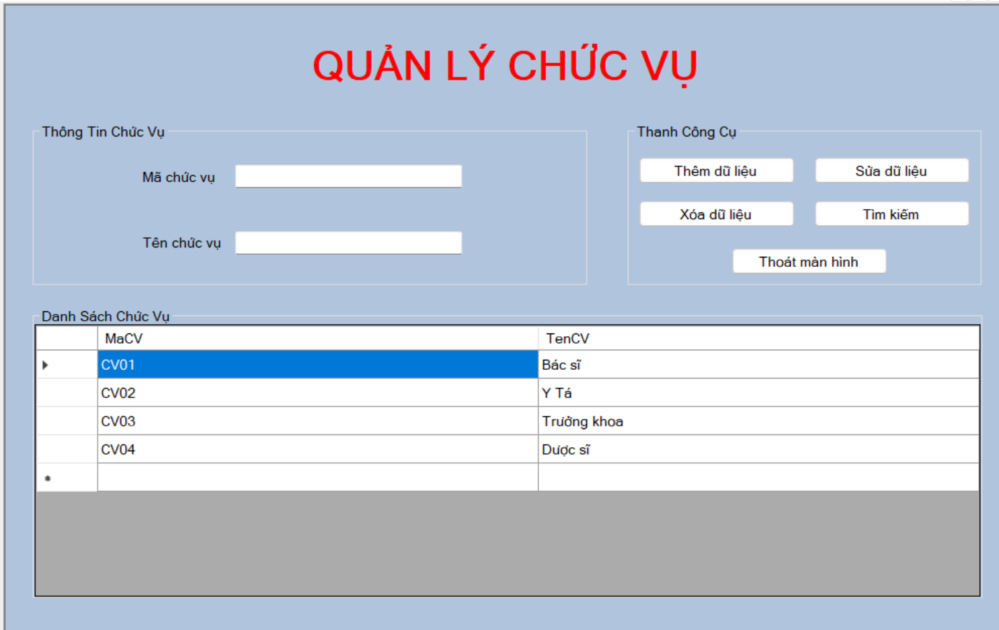 QUẢN LÝ CHỨC VỤ
Thông Tin Chức Vụ
Mã chức vụ
Tên chức vụ
Thanh Công Cụ
Thêm dữ liệu
Sửa dữ liệu
Xóa dữ liệu
Tìm kiếm
Thoát màn hình
Danh Sách Chức Vụ
MaCV TenCV
CV01 Bác sĩ
CV02 Y Tá
CV03 Trưởng khoa
CV04 Dược sĩ